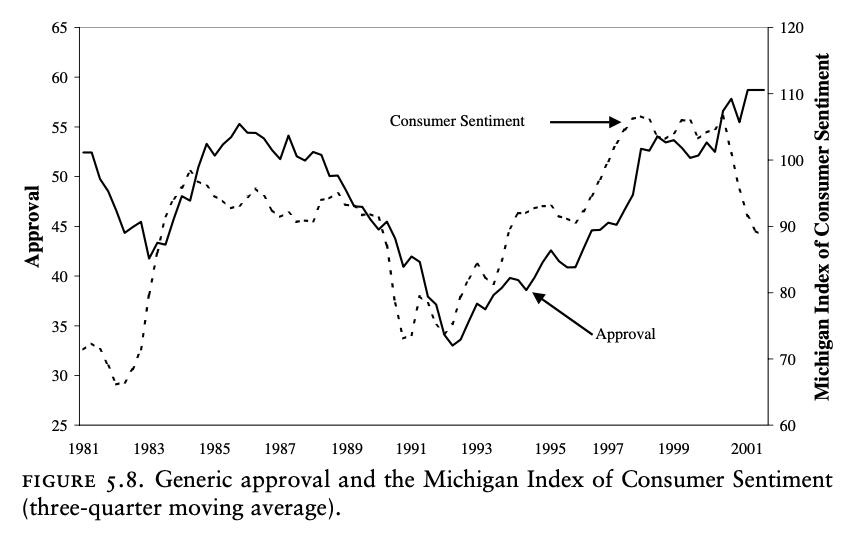 65
60
55
50
45
40
35
30
25
Approval
120
110
100
90
80
70
60
Michigan Index of Consumer Sentiment
Consumer Sentiment
Approval
1981 1983 1985 1987 1989 1991 1993 1995 1997 1999 2001
FIGURE 5.8. Generic approval and the Michigan Index of Consumer Sentiment
(three-quarter moving average).